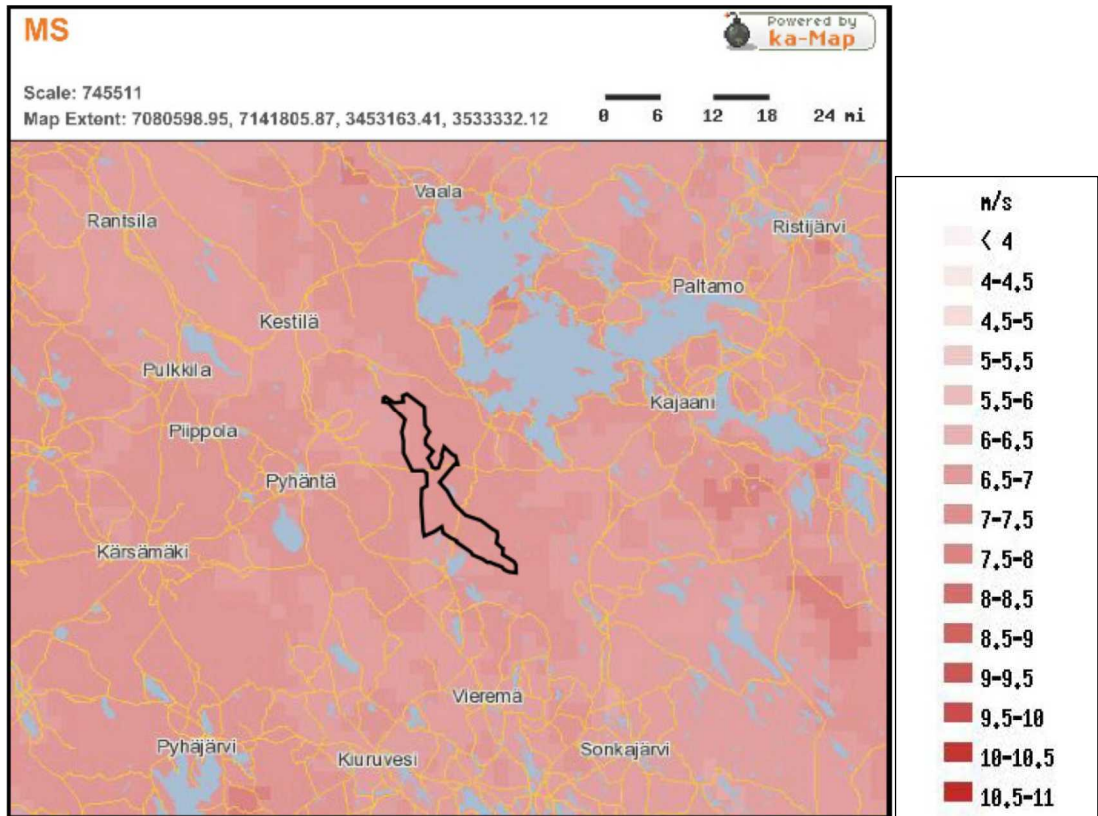 MS
Powered by
ka-Map
Scale: 745511
Map Extent: 7080598.95, 7141805.87, 3453163.41, 3533332.12
0 6 12 18 24 mi
Vaala
Rantsila
Ristijärvi
Paltamo
Kestilä
Pulkkila
Kajaani
Piippola
Pyhäntä
Kärsämäki
Vieremä
Pyhäjärvi
Kiuruvesi
Sonkajärvi
m/s
< 4
4-4,5
4,5-5
5-5,5
5,5-6
6-6,5
6,5-7
7-7,5
7,5-8
8-8,5
8,5-9
9-9,5
9,5-10
10-10,5
10,5-11